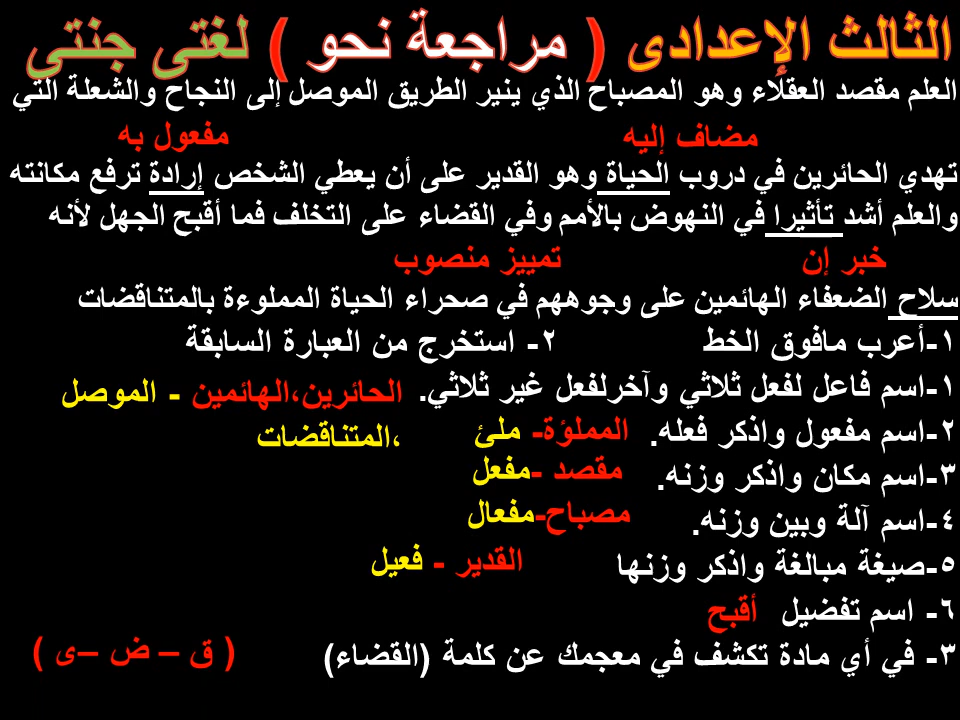 الثالث الإعدادى ( مراجعة نحو ) لغتى جنتى
العلم مقصد العقلاء وهو المصباح الذي ينير الطريق الموصل إلى النجاح والشعلة التي
مضاف إليه مفعول به
تهدي الحائرين في دروب الحياة وهو القدير على أن يعطي الشخص إرادة ترفع مكانته
والعلم أشد تأثيرا في النهوض بالأمم وفي القضاء على التخلف فما أقبح الجهل لأنه
خبر إن تمييز منصوب
سلاح الضعفاء الهائمين على وجوههم في صحراء الحياة المملوءة بالمتناقضات
١-أعرب مافوق الخط ٢- استخرج من العبارة السابقة
١-اسم فاعل لفعل ثلاثي وآخرلفعل غير ثلاثي. الحائرين،الهائمين - الموصل
،المتناقضات
٢-اسم مفعول واذكر فعله. المملؤة- ملئ
٣-اسم مكان واذكر وزنه. مقصد -مفعل
٤-اسم آلة وبين وزنه. مصباح-مفعال
٥-صيغة مبالغة واذكر وزنها القدير - فعيل
٦- اسم تفضيل أقبح
٣- في أي مادة تكشف في معجمك عن كلمة (القضاء) ( ق – ض –ى )